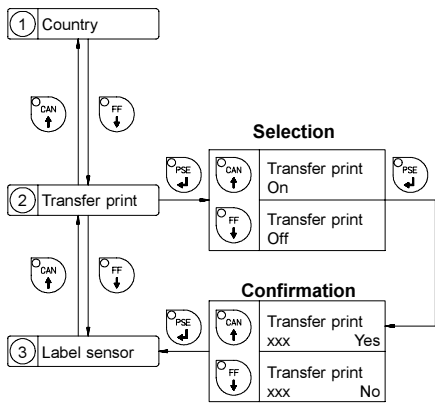 1 Country
CAN FF
Selection
PSE CAN Transfer print PSE
On
2 Transfer print
FF Transfer print
Off
CAN FF
Confirmation
PSE CAN Transfer print
xxx Yes
3 Label sensor
FF Transfer print
xxx No